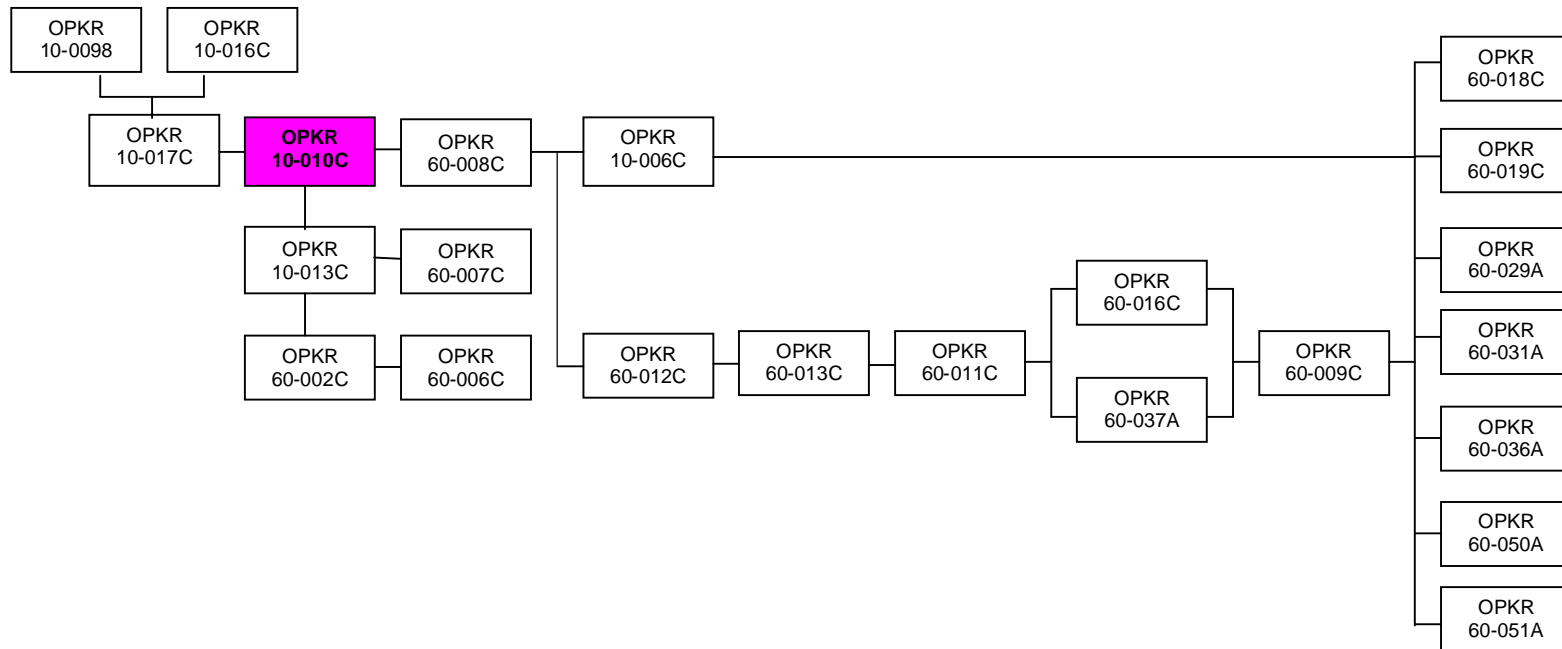 OPKR
10-0098
OPKR
10-016C
OPKR
10-017C
OPKR
10-010C
OPKR
60-008C
OPKR
10-006C
OPKR
60-018C
OPKR
60-019C
OPKR
10-013C
OPKR
60-007C
OPKR
60-029A
OPKR
60-002C
OPKR
60-006C
OPKR
60-012C
OPKR
60-013C
OPKR
60-011C
OPKR
60-016C
OPKR
60-037A
OPKR
60-009C
OPKR
60-031A
OPKR
60-036A
OPKR
60-050A
OPKR
60-051A